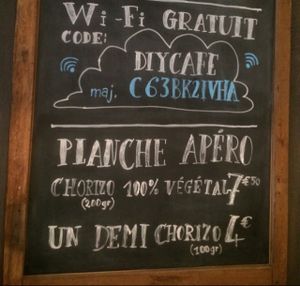 Wi-Fi GRATUIT
CODE:
DIYCAFE
maj. C63BK2IVHA
PLANCHE APÉRO
CHORIZO 100% VÉGÉTAL 7€50
(200gr)
UN DEMI CHORIZO 4€
(100gr)